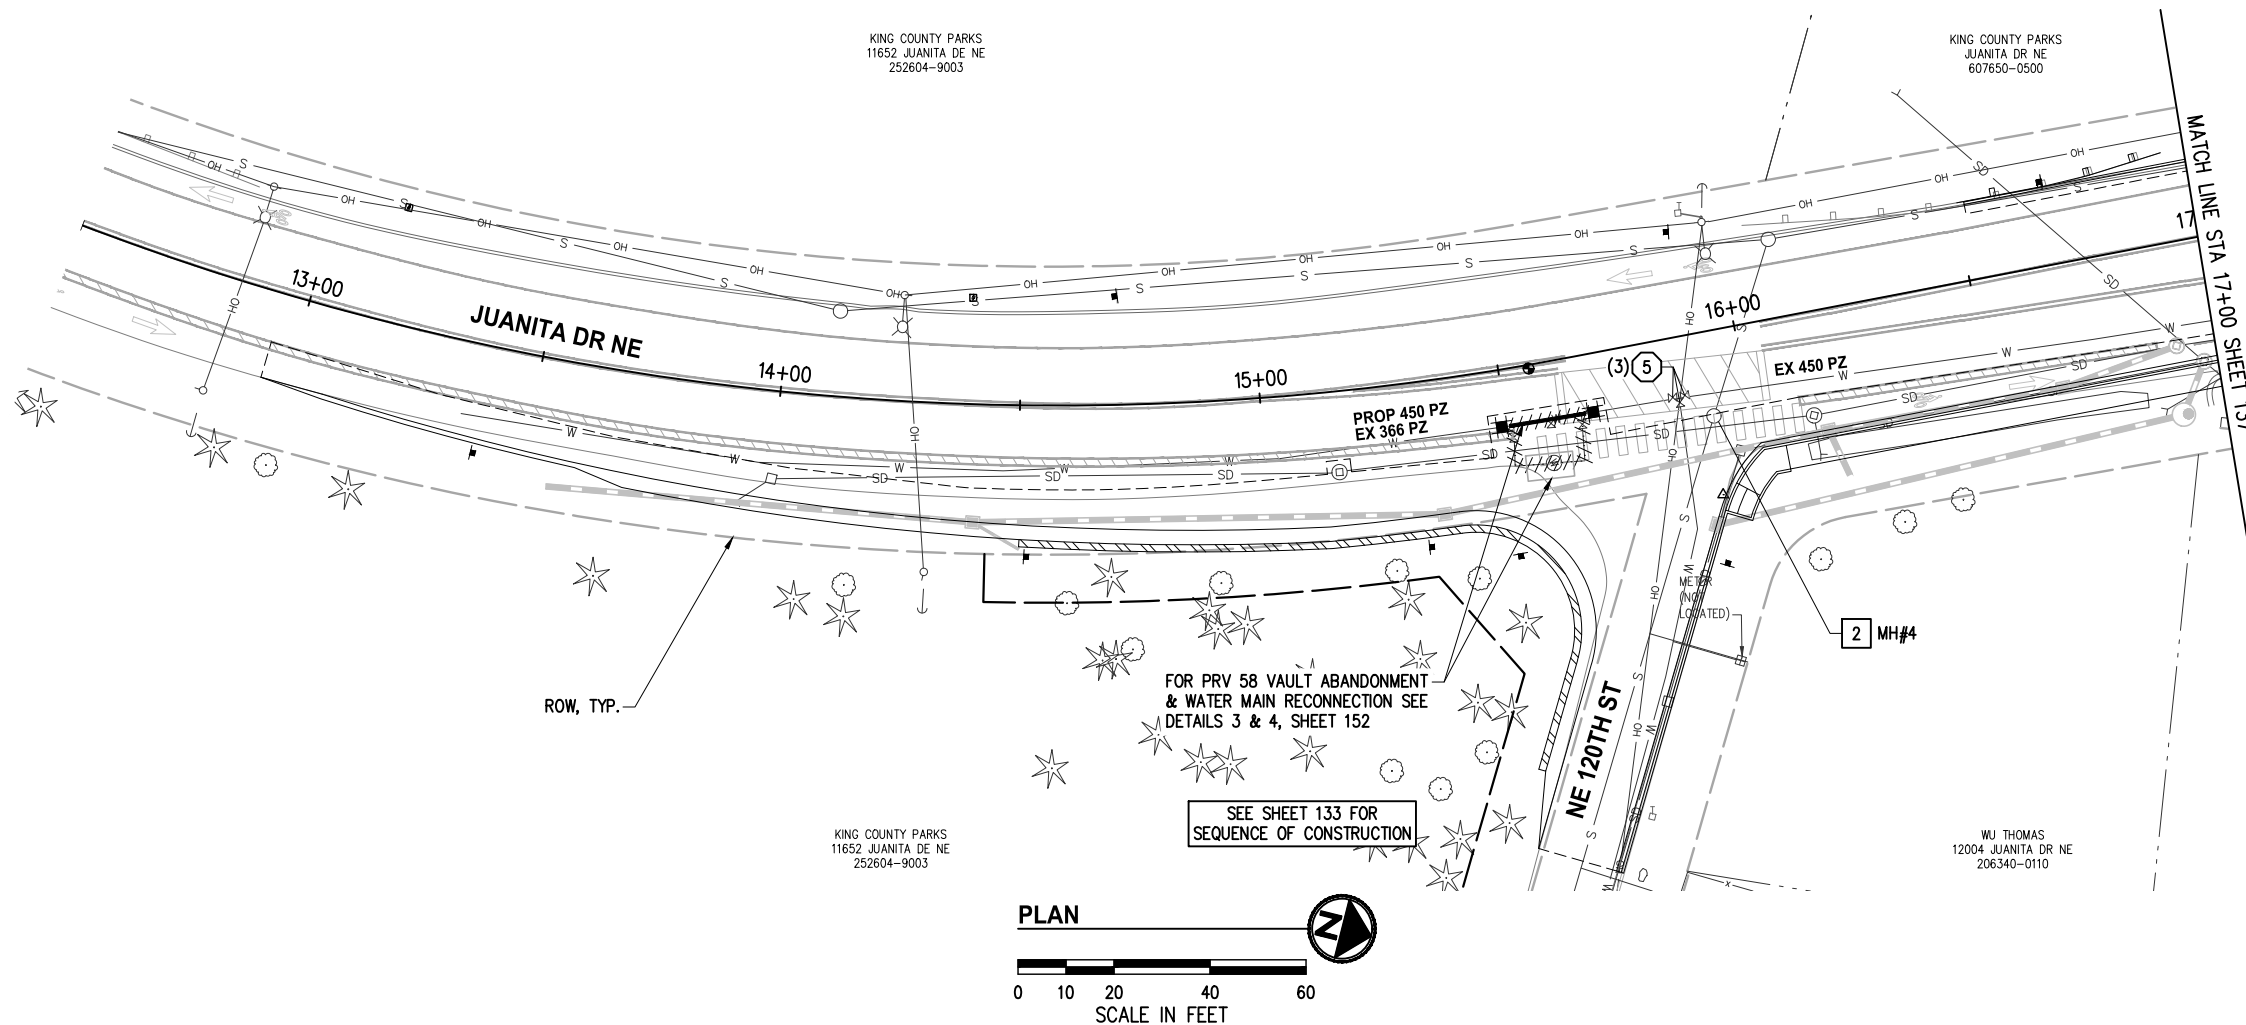 KING COUNTY PARKS
11652 JUANITA DE NE
252604-9003
KING COUNTY PARKS
JUANITA DR NE
607650-0500
MATCH LINE STA 17+00 SHEET 137
13+00
JUANITA DR NE
14+00
15+00
16+00
17
(3) 5
EX 450 PZ
PROP 450 PZ
EX 366 PZ
OH
S
W
SD
METER
(NOT
LOCATED)
2 MH#4
ROW, TYP.
FOR PRV 58 VAULT ABANDONMENT
& WATER MAIN RECONNECTION SEE
DETAILS 3 & 4, SHEET 152
NE 120TH ST
SEE SHEET 133 FOR
SEQUENCE OF CONSTRUCTION
KING COUNTY PARKS
11652 JUANITA DE NE
252604-9003
WU THOMAS
12004 JUANITA DR NE
206340-0110
PLAN
N
0 10 20 40 60
SCALE IN FEET